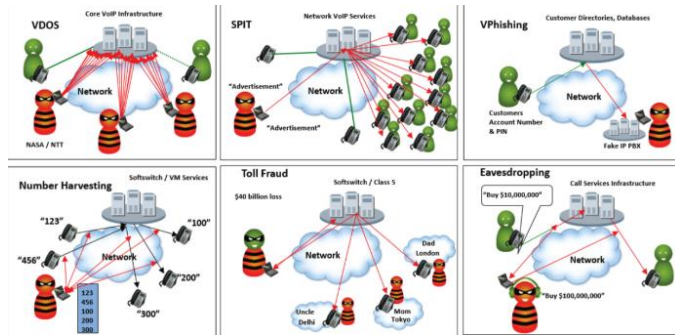 VDOS
Core VoIP Infrastructure
Network
NASA / NTT
SPIT
Network VoIP Services
"Advertisement"
Network
"Advertisement"
VPhishing
Customer Directories, Databases
Network
Customers
Account Number
& PIN
Fake IP PBX
Number Harvesting
Softswitch / VM Services
"123"
"100"
"456"
Network
"200"
"300"
123
456
100
200
300
Toll Fraud
Softswitch / Class 5
$40 billion loss
Network
Dad
London
Uncle
Delhi
Mom
Tokyo
Eavesdropping
Call Services Infrastructure
"Buy $10,000,000"
Network
"Buy $100,000,000"